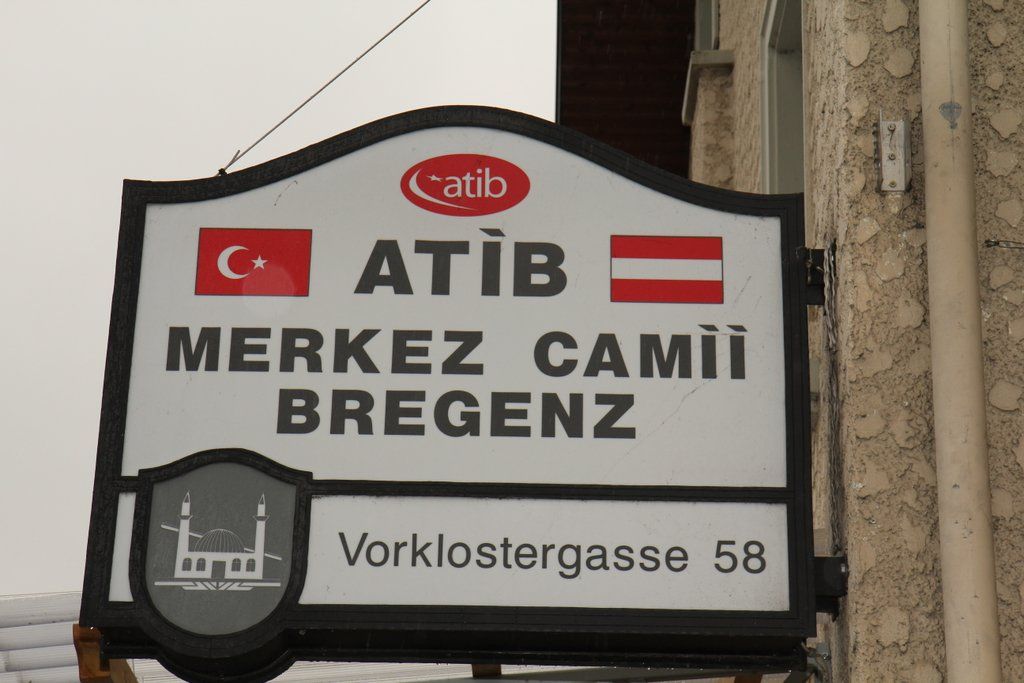 atib
ATİB
MERKEZ CAMİİ
BREGENZ
Vorklostergasse 58